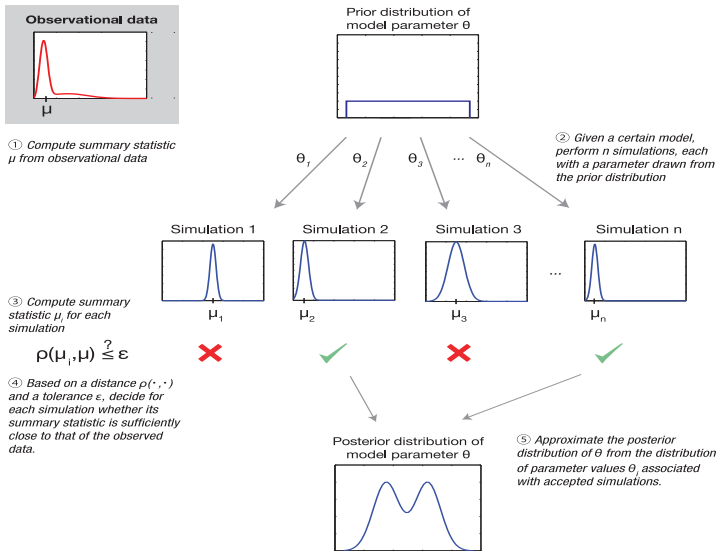 Observational data
μ
① Compute summary statistic
μ from observational data
Prior distribution of
model parameter θ
② Given a certain model,
perform n simulations, each
with a parameter drawn from
the prior distribution
θ₁
θ₂
θ₃
...
θₙ
Simulation 1
Simulation 2
Simulation 3
Simulation n
...
μ₁
μ₂
μ₃
μₙ
③ Compute summary
statistic μᵢ for each
simulation
ρ(μᵢ,μ) ≤ ε
?
④ Based on a distance ρ(·,·)
and a tolerance ε, decide for
each simulation whether its
summary statistic is sufficiently
close to that of the observed
data.
Posterior distribution of
model parameter θ
⑤ Approximate the posterior
distribution of θ from the distribution
of parameter values θᵢ associated
with accepted simulations.